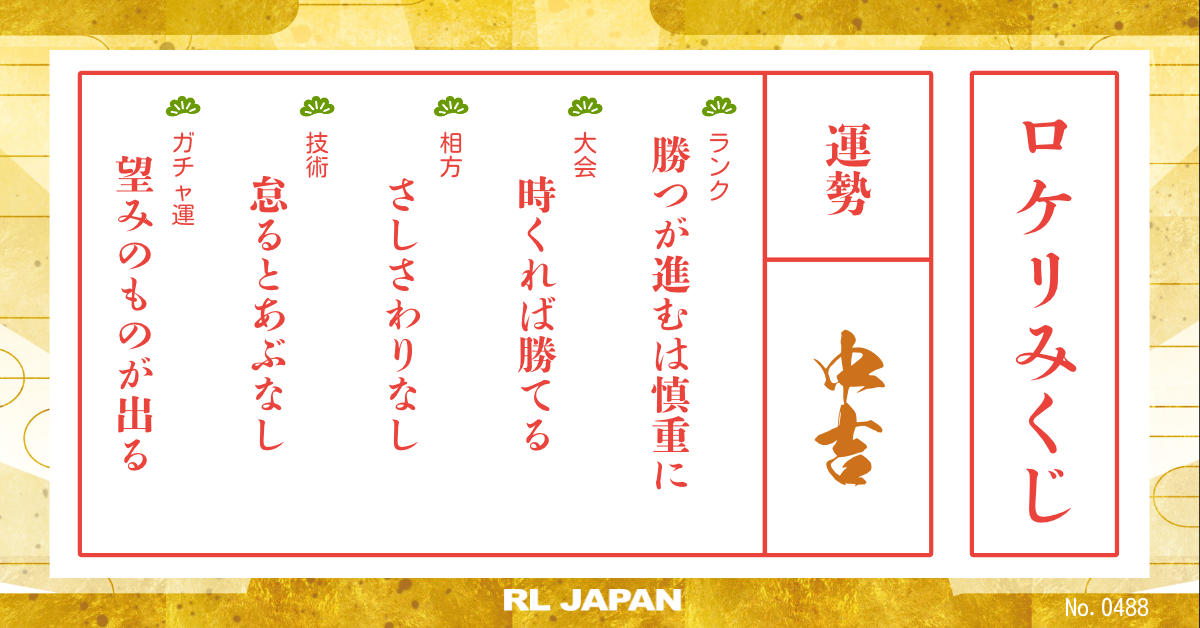 ロケリみくじ
運勢
中吉
ランク
勝つが進むは慎重に
大会
時くれば勝てる
相方
さしさわりなし
技術
怠るとあぶなし
ガチャ運
望みのものが出る
RL JAPAN
No. 0488